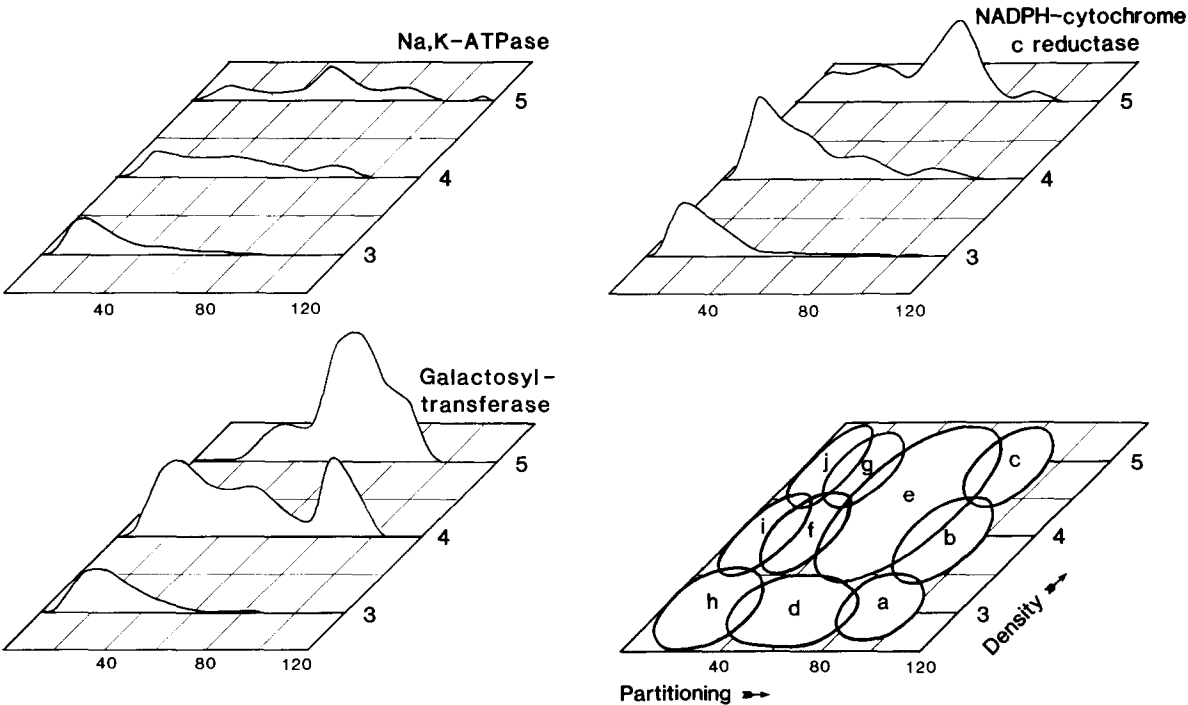 Na,K-ATPase
5
4
3
40 80 120
NADPH-cytochrome
c reductase
5
4
3
40 80 120
Galactosyl-
transferase
5
4
3
40 80 120
j g e c
5
i f b
4
h d a
3
Density
40 80 120
Partitioning